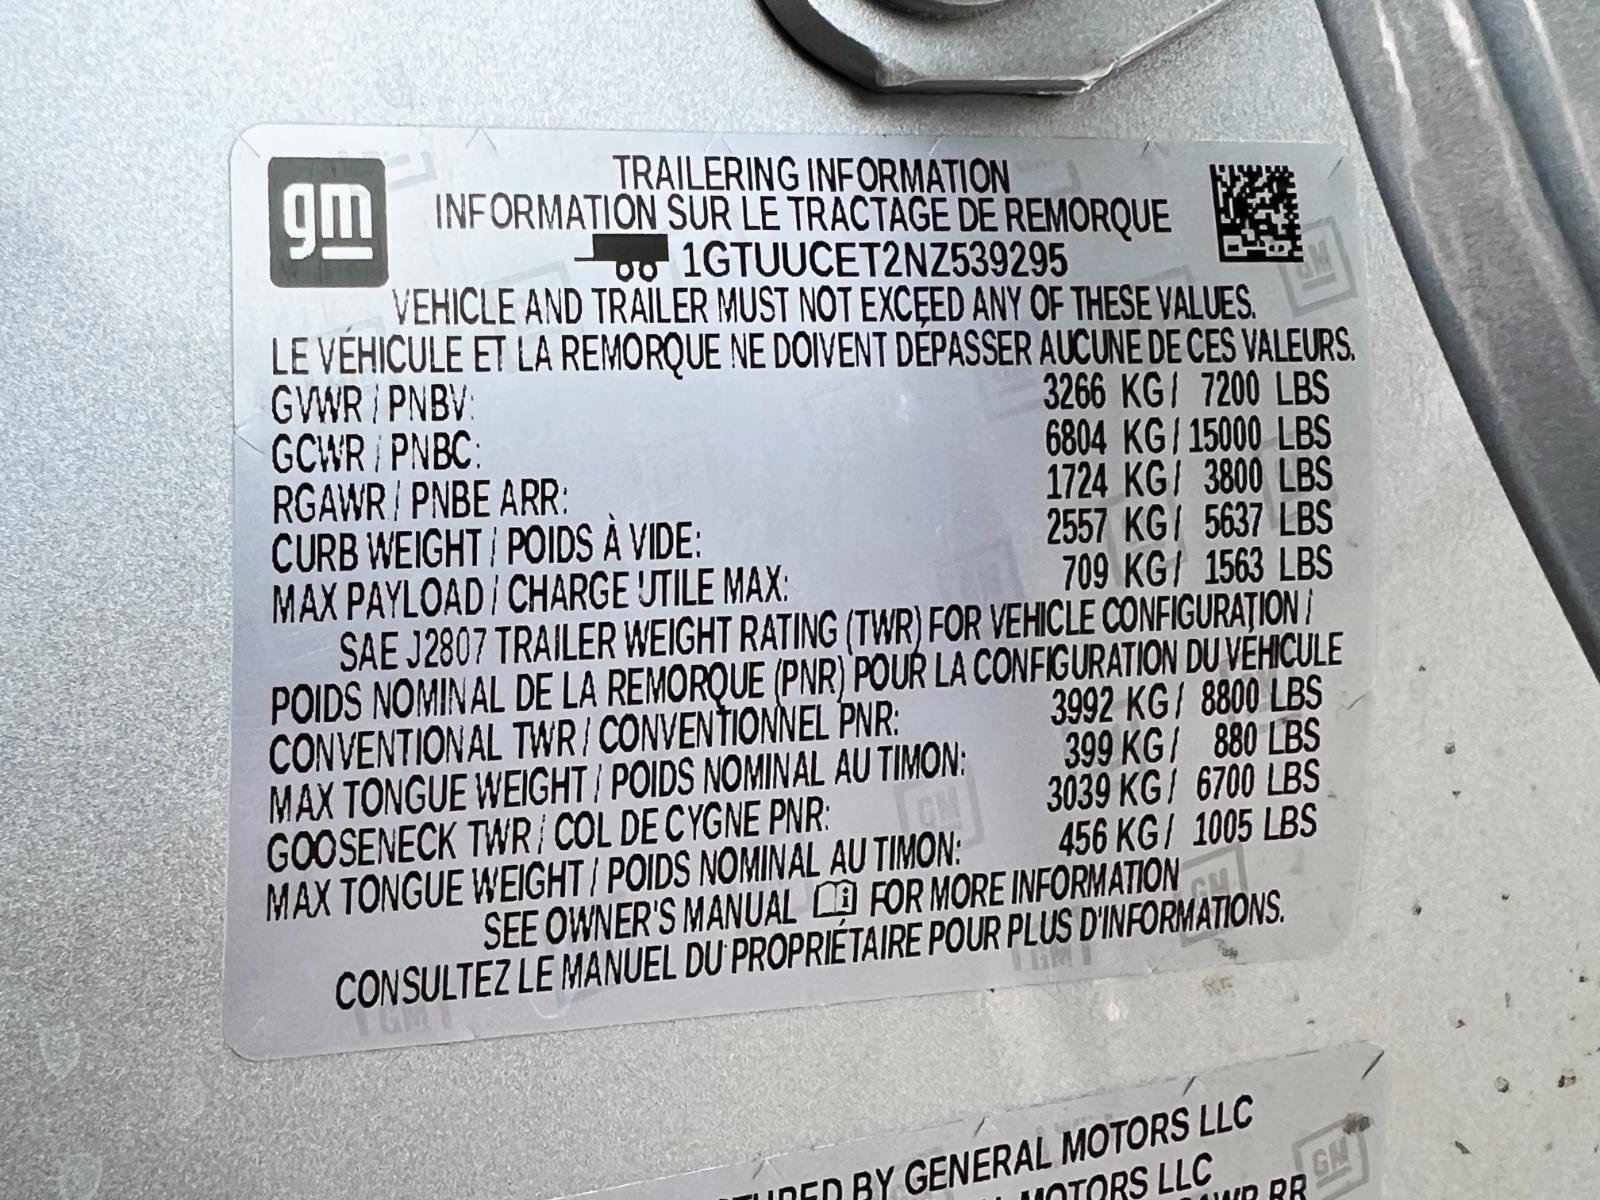 gm
TRAILERING INFORMATION
INFORMATION SUR LE TRACTAGE DE REMORQUE
1GTUUCET2NZ539295
VEHICLE AND TRAILER MUST NOT EXCEED ANY OF THESE VALUES.
LE VÉHICULE ET LA REMORQUE NE DOIVENT DÉPASSER AUCUNE DE CES VALEURS.
GVWR / PNBV: 3266 KG / 7200 LBS
GCWR / PNBC: 6804 KG / 15000 LBS
RGAWR / PNBE ARR: 1724 KG / 3800 LBS
CURB WEIGHT / POIDS À VIDE: 2557 KG / 5637 LBS
MAX PAYLOAD / CHARGE UTILE MAX: 709 KG / 1563 LBS
SAE J2807 TRAILER WEIGHT RATING (TWR) FOR VEHICLE CONFIGURATION /
POIDS NOMINAL DE LA REMORQUE (PNR) POUR LA CONFIGURATION DU VÉHICULE
CONVENTIONAL TWR / CONVENTIONNEL PNR: 3992 KG / 8800 LBS
MAX TONGUE WEIGHT / POIDS NOMINAL AU TIMON: 399 KG / 880 LBS
GOOSENECK TWR / COL DE CYGNE PNR: 3039 KG / 6700 LBS
MAX TONGUE WEIGHT / POIDS NOMINAL AU TIMON: 456 KG / 1005 LBS
SEE OWNER'S MANUAL FOR MORE INFORMATION
CONSULTEZ LE MANUEL DU PROPRIÉTAIRE POUR PLUS D'INFORMATIONS.
BY GENERAL MOTORS LLC
MOTORS LLC
RR